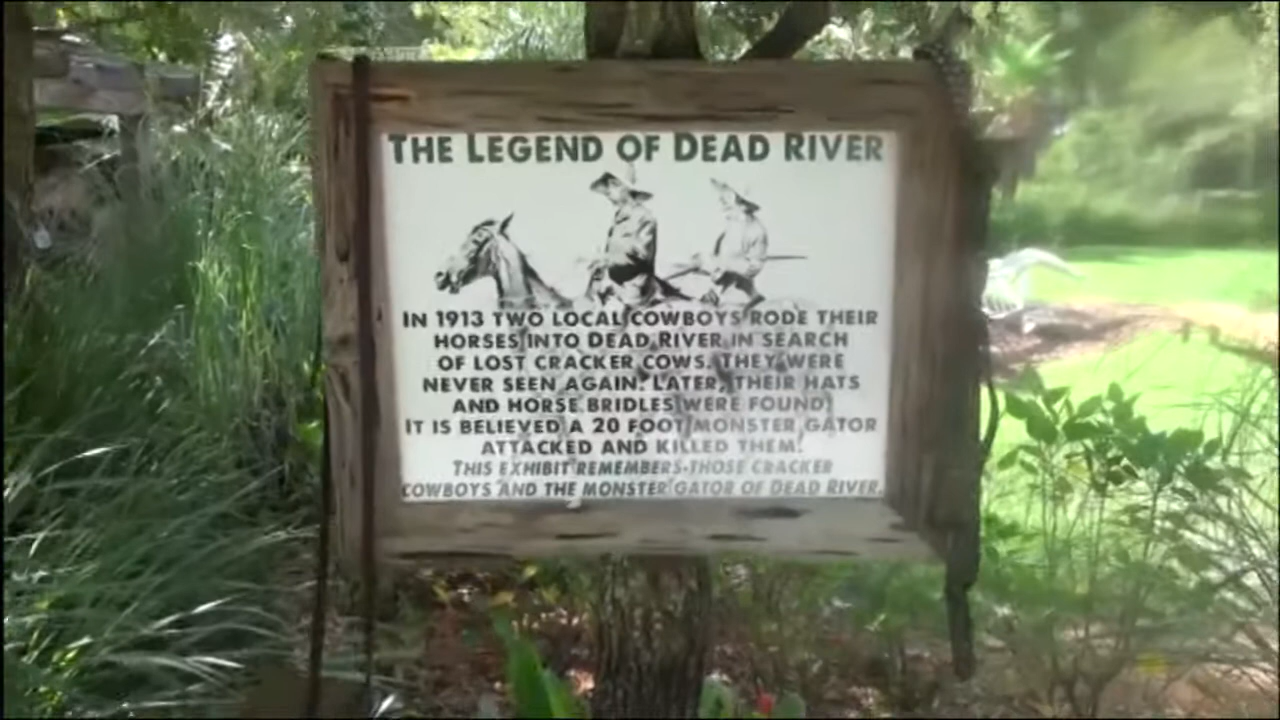 THE LEGEND OF DEAD RIVER
IN 1913 TWO LOCAL COWBOYS RODE THEIR
HORSES INTO DEAD RIVER IN SEARCH
OF LOST CRACKER COWS. THEY WERE
NEVER SEEN AGAIN. LATER, THEIR HATS
AND HORSE BRIDLES WERE FOUND.
IT IS BELIEVED A 20 FOOT MONSTER GATOR
ATTACKED AND KILLED THEM.
THIS EXHIBIT REMEMBERS THOSE CRACKER
COWBOYS AND THE MONSTER GATOR OF DEAD RIVER.